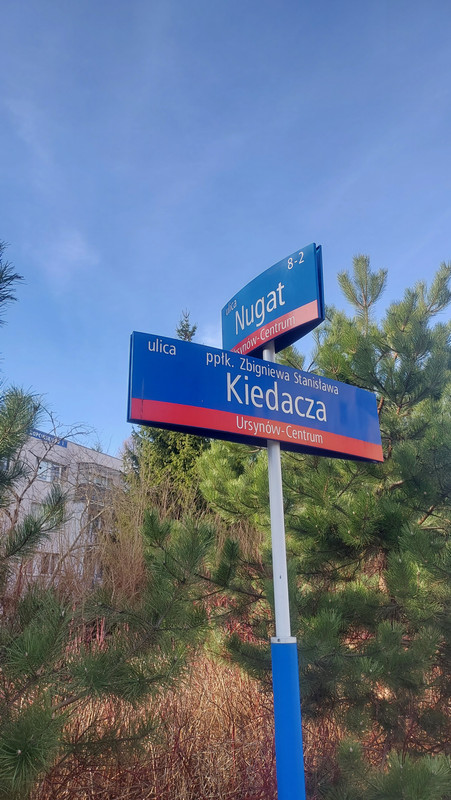 ulica
8-2
Nugat
Ursynów-Centrum
ulica
ppłk. Zbigniewa Stanisława
Kiedacza
Ursynów-Centrum